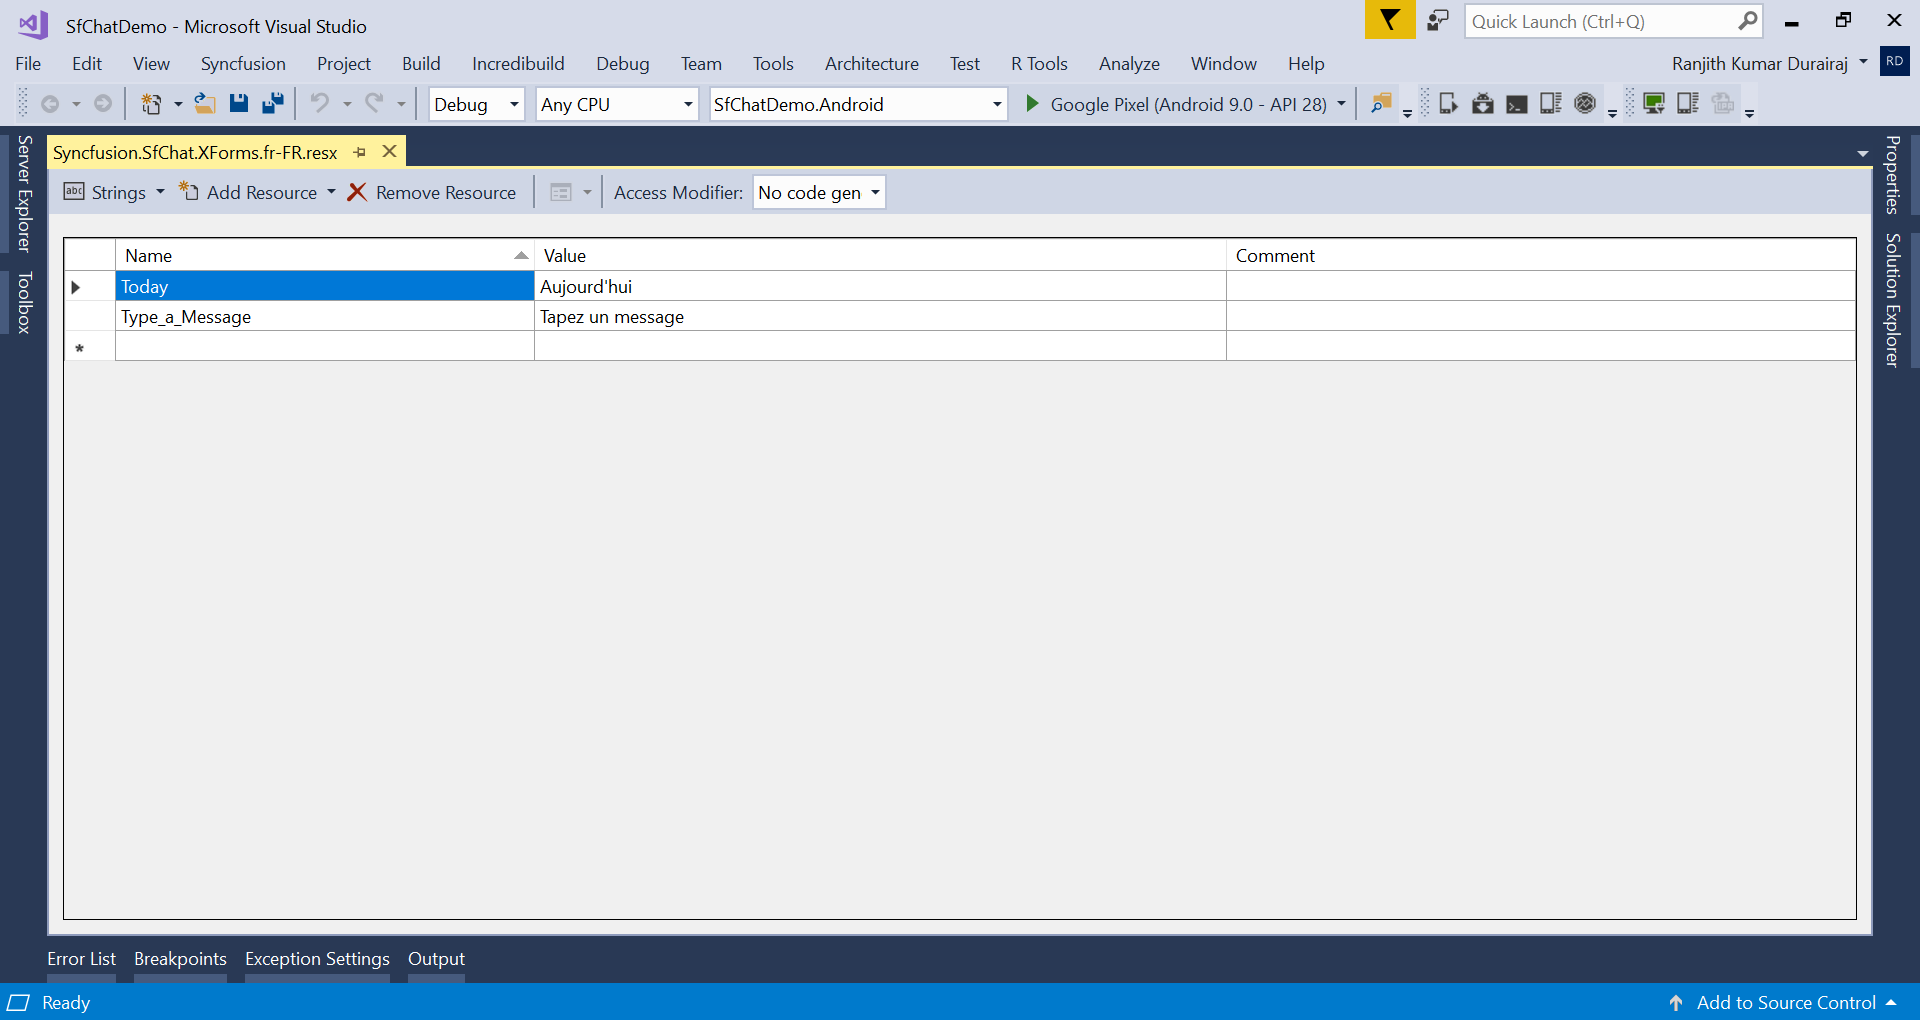 SfChatDemo - Microsoft Visual Studio
Quick Launch (Ctrl+Q)
File Edit View Syncfusion Project Build Incredibuild Debug Team Tools Architecture Test R Tools Analyze Window Help
Ranjith Kumar Durairaj RD
Debug Any CPU SfChatDemo.Android Google Pixel (Android 9.0 - API 28)
Server Explorer
Toolbox
Syncfusion.SfChat.XForms.fr-FR.resx
abc Strings Add Resource Remove Resource Access Modifier: No code gen
Name Value Comment
Today Aujourd'hui
Type_a_Message Tapez un message
*
Properties
Solution Explorer
Error List Breakpoints Exception Settings Output
Ready
Add to Source Control